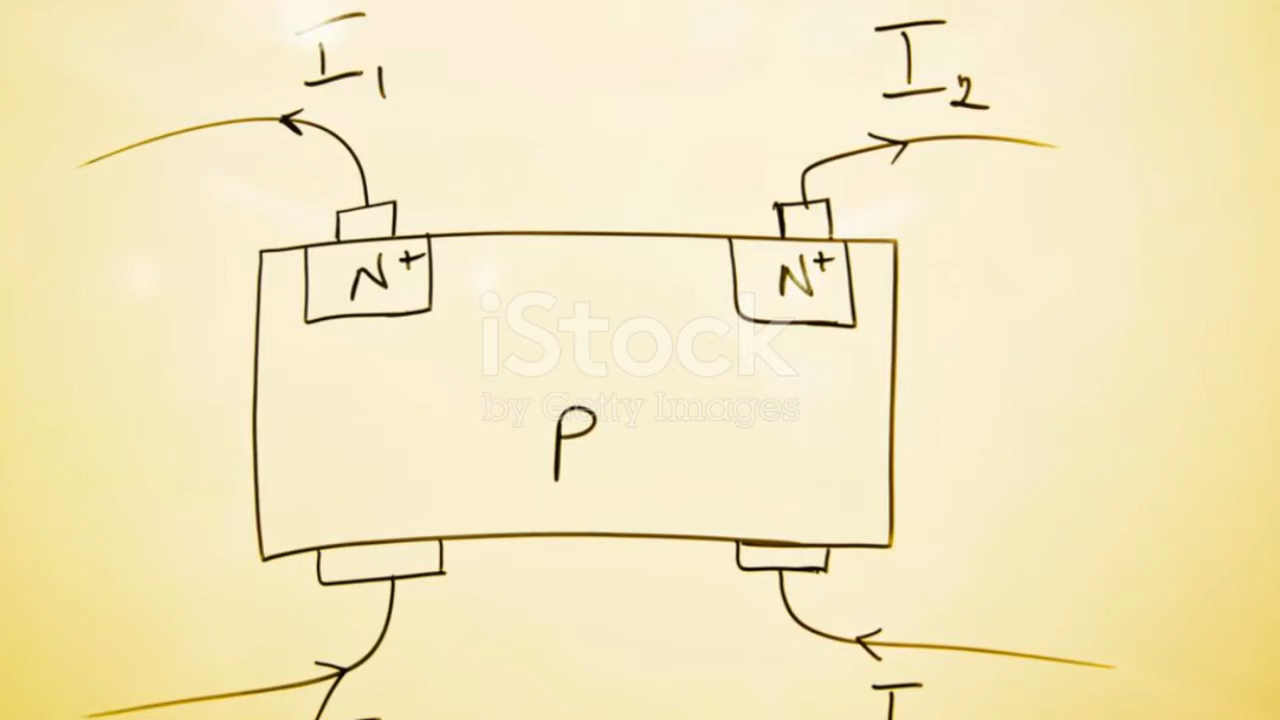 I₁
I₂
N⁺
N⁺
iStock
by Getty Images
P